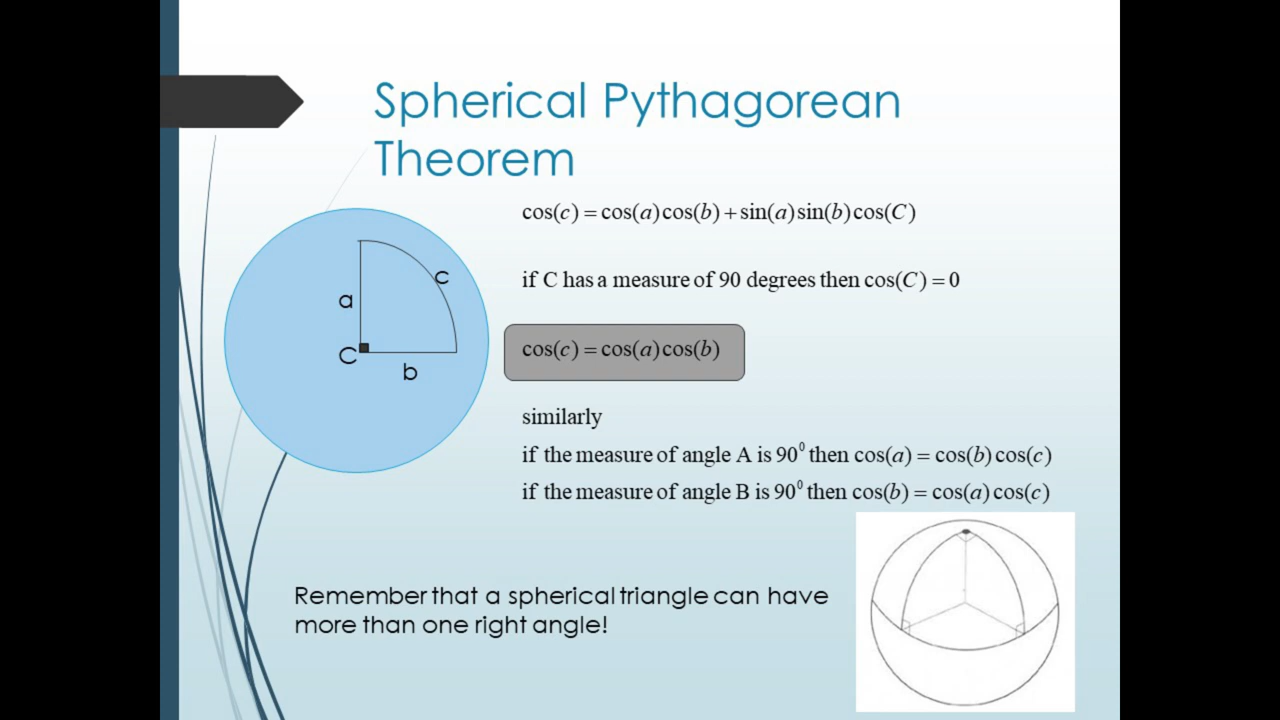 Spherical Pythagorean
Theorem
cos(c) = cos(a)cos(b) + sin(a)sin(b)cos(C)
if C has a measure of 90 degrees then cos(C) = 0
cos(c) = cos(a)cos(b)
c
a
C
b
similarly
if the measure of angle A is 90⁰ then cos(a) = cos(b)cos(c)
if the measure of angle B is 90⁰ then cos(b) = cos(a)cos(c)
Remember that a spherical triangle can have
more than one right angle!